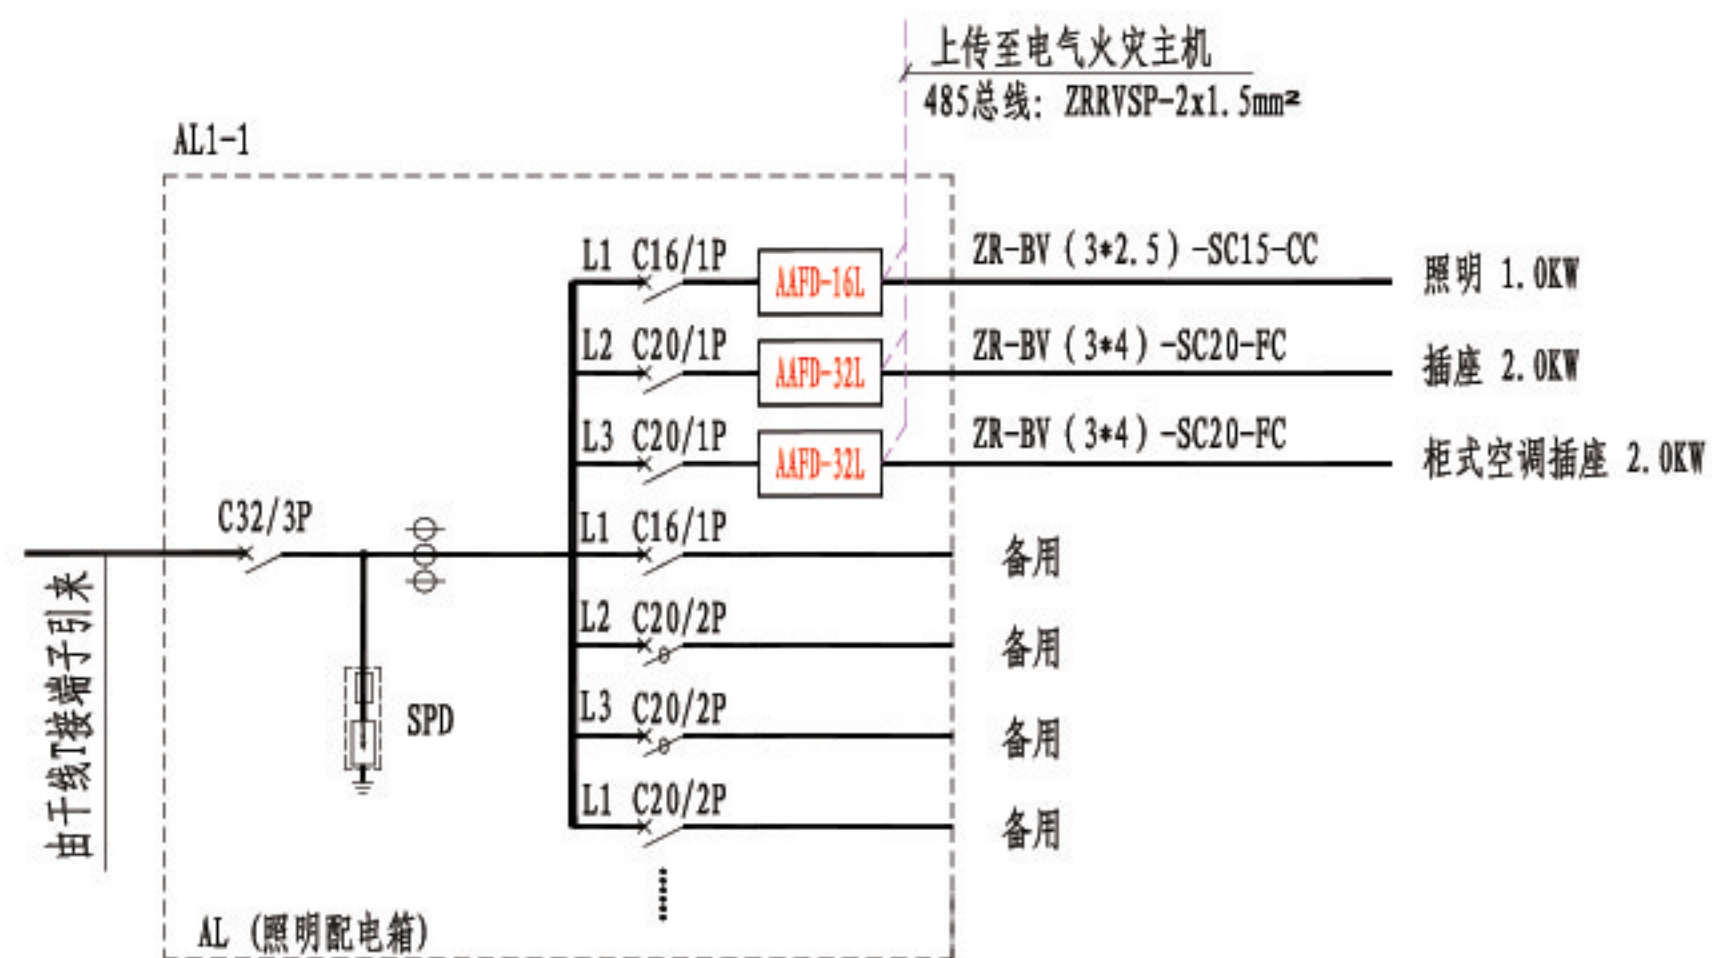 上传至电气火灾主机
485总线: ZRRVSP-2x1.5mm²
AL1-1
L1 C16/1P AAFD-16L ZR-BV(3*2.5)-SC15-CC 照明 1.0KW
L2 C20/1P AAFD-32L ZR-BV(3*4)-SC20-FC 插座 2.0KW
L3 C20/1P AAFD-32L ZR-BV(3*4)-SC20-FC 柜式空调插座 2.0KW
C32/3P
L1 C16/1P 备用
L2 C20/2P 备用
L3 C20/2P 备用
L1 C20/2P 备用
SPD
由干线T接端子引来
AL (照明配电箱)